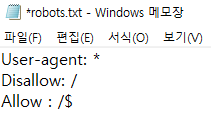 *robots.txt - Windows 메모장
파일(F) 편집(E) 서식(O) 보기(V)
User-agent: *
Disallow: /
Allow : /$